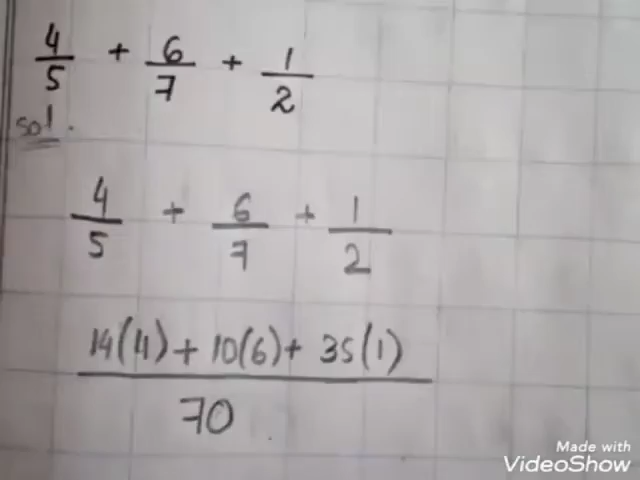 4/5 + 6/7 + 1/2
sol.
4/5 + 6/7 + 1/2
14(4) + 10(6) + 35(1)
70
Made with
VideoShow